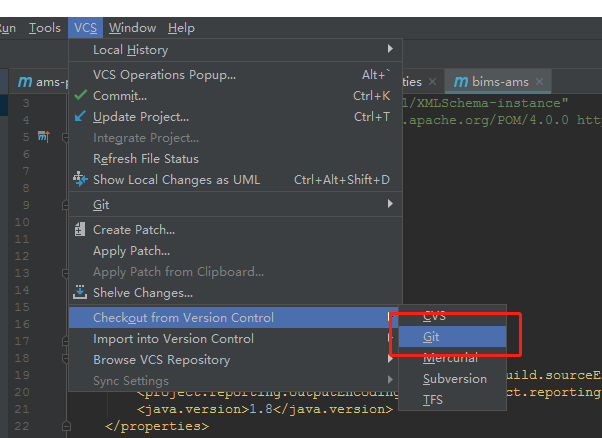 Run Tools VCS Window Help
Local History
VCS Operations Popup... Alt+`
Commit... Ctrl+K
Update Project... Ctrl+T
Integrate Project...
Refresh File Status
Show Local Changes as UML Ctrl+Alt+Shift+D
Git
Create Patch...
Apply Patch...
Apply Patch from Clipboard...
Shelve Changes...
Checkout from Version Control
Import into Version Control
Browse VCS Repository
Sync Settings
CVS
Git
Mercurial
Subversion
TFS
m ams-p
ties ×
m bims-ams ×
3 1/XMLSchema-instance"
4 .apache.org/POM/4.0.0 htt
5
6
7
8
9
10
11
12
13
14
15
16
17
18
19 uild.sourceE
20 <project.reporting.outputEncoding ct.reporting
21 <java.version>1.8</java.version>
22 </properties>